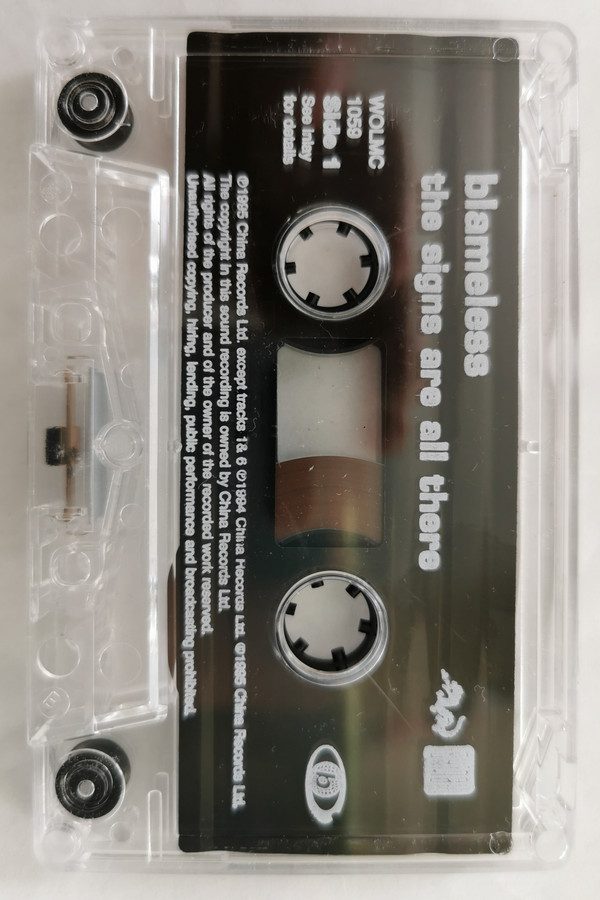 blameless
the signs are all there
WOLMC
1059
Side 1
See inlay
for details
℗1995 China Records Ltd. except tracks 1& 6 ℗1994 China Records Ltd. ©1995 China Records Ltd.
The copyright in this sound recording is owned by China Records Ltd.
All rights of the producer and of the owner of the recorded work reserved.
Unauthorised copying, hiring, lending, public performance and broadcasting prohibited.
b